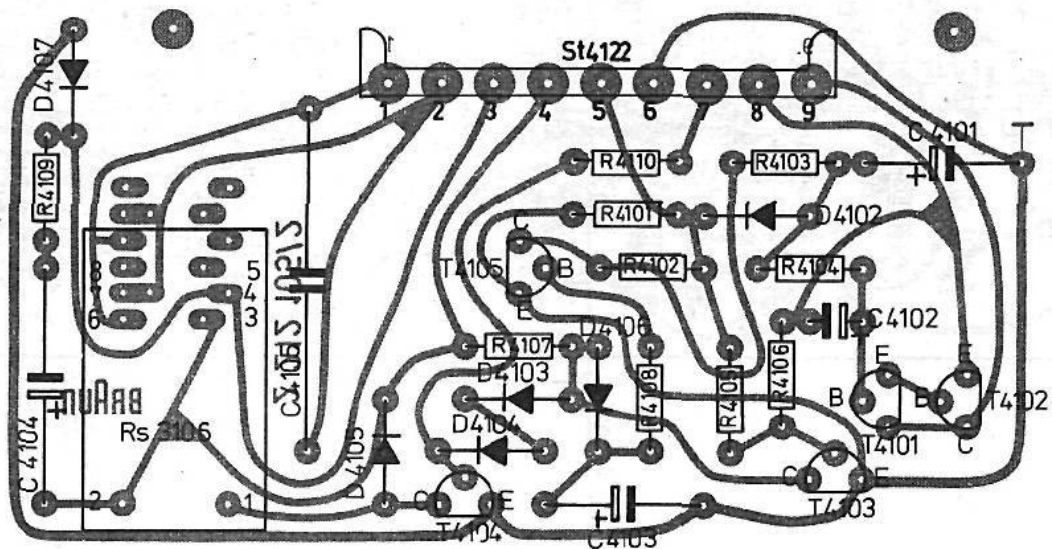 St4122
1 2 3 4 5 6 7 8 9
D4107
C 4101
R4109
R4110
R4103
R4101
D4102
C
T4105
B
E
R4102
R4104
8 5
7 4
6 3
R4107
D4106
C4102
D4103
R4108
R4105
R4106
E E
B B
T4102
T4101
C
BRAUN
Rs 3106
D4104
D4105
C4104
2 1
C E
T4104
C E
T4103
C4103